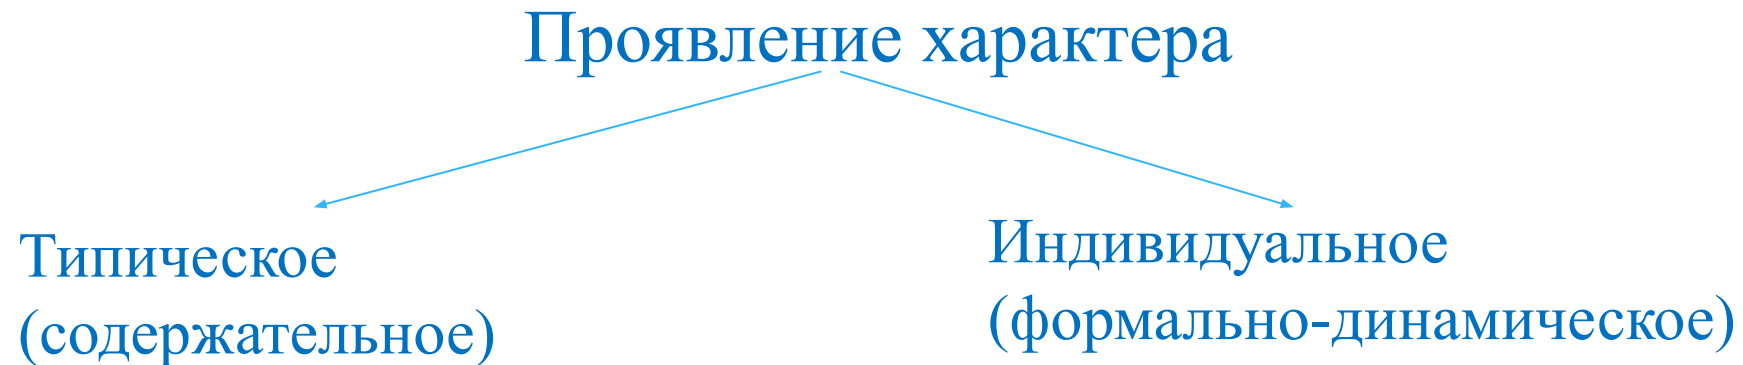 Проявление характера
Типическое
(содержательное)
Индивидуальное
(формально-динамическое)